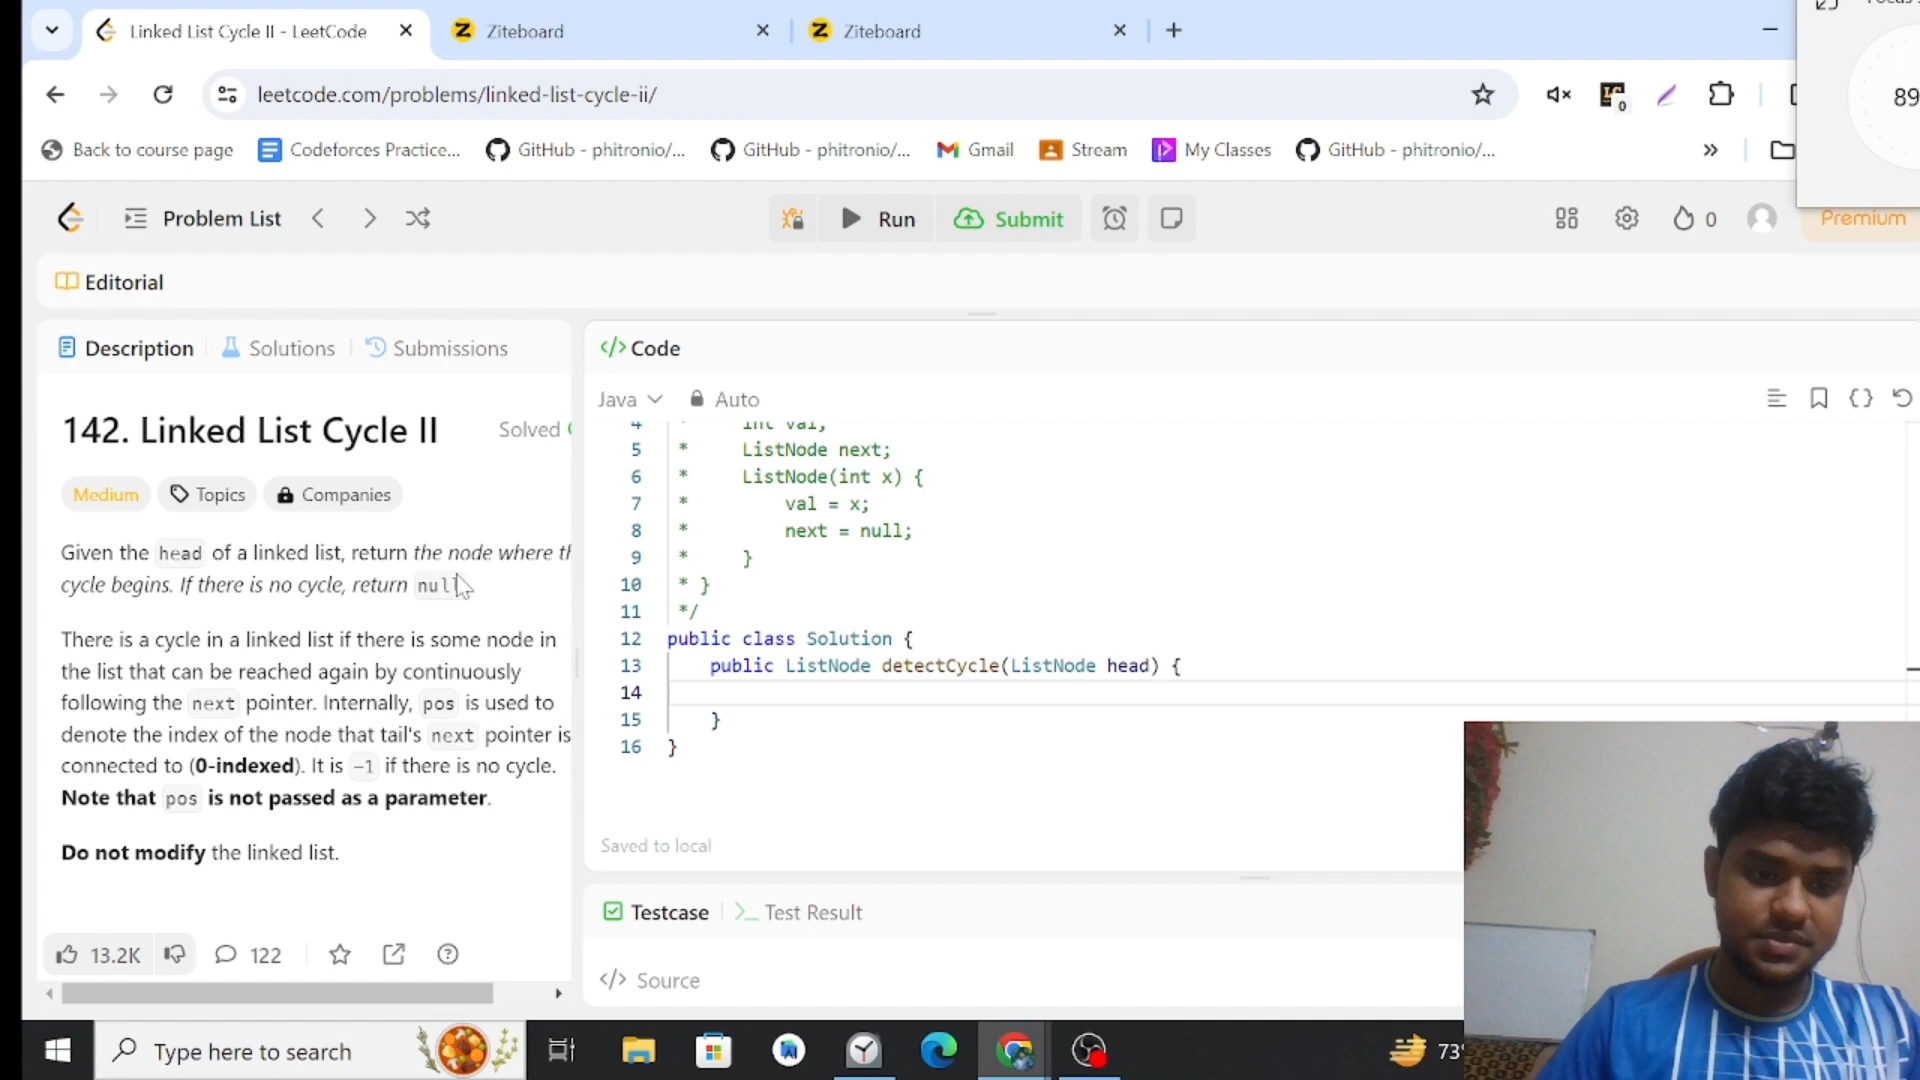 Linked List Cycle II - LeetCode
Ziteboard
Ziteboard
89
leetcode.com/problems/linked-list-cycle-ii/
0
Back to course page
Codeforces Practice...
GitHub - phitronio/...
GitHub - phitronio/...
Gmail
Stream
My Classes
GitHub - phitronio/...
Problem List
Run
Submit
0
Premium
Editorial
Description
Solutions
Submissions
142. Linked List Cycle II
Solved
Medium
Topics
Companies
Given the head of a linked list, return the node where
cycle begins. If there is no cycle, return null
There is a cycle in a linked list if there is some node in
the list that can be reached again by continuously
following the next pointer. Internally, pos is used to
denote the index of the node that tail's next pointer is
connected to (0-indexed). It is -1 if there is no cycle.
Note that pos is not passed as a parameter.
Do not modify the linked list.
13.2K
122
</> Code
Java
Auto
4 * int val;
5 * ListNode next;
6 * ListNode(int x) {
7 * val = x;
8 * next = null;
9 * }
10 * }
11 */
12 public class Solution {
13 public ListNode detectCycle(ListNode head) {
14
15 }
16 }
Saved to local
Testcase
>_ Test Result
</> Source
Type here to search
73°